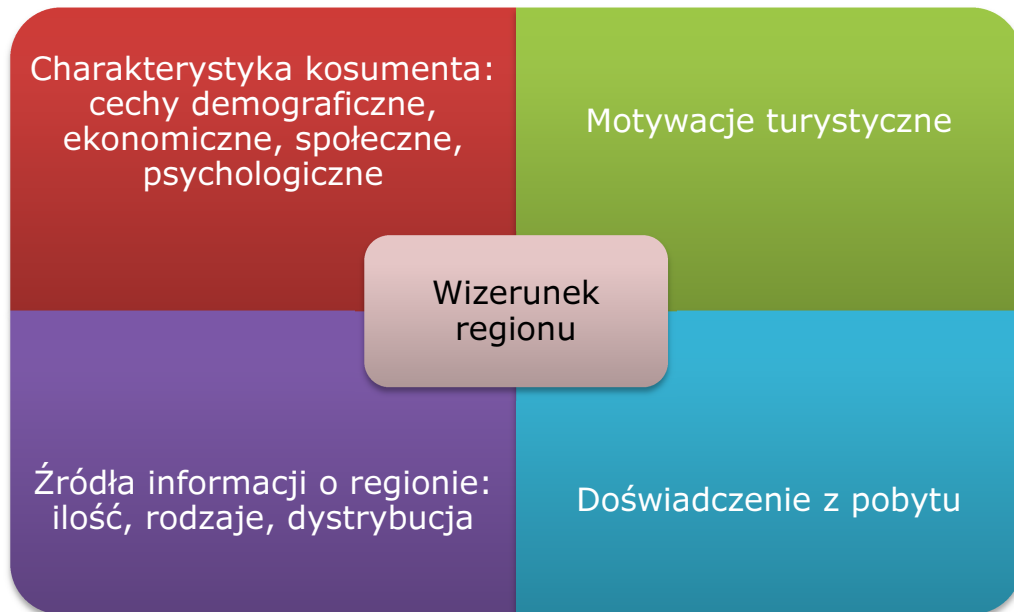 Charakterystyka kosumenta:
cechy demograficzne,
ekonomiczne, społeczne,
psychologiczne
Motywacje turystyczne
Wizerunek
regionu
Źródła informacji o regionie:
ilość, rodzaje, dystrybucja
Doświadczenie z pobytu